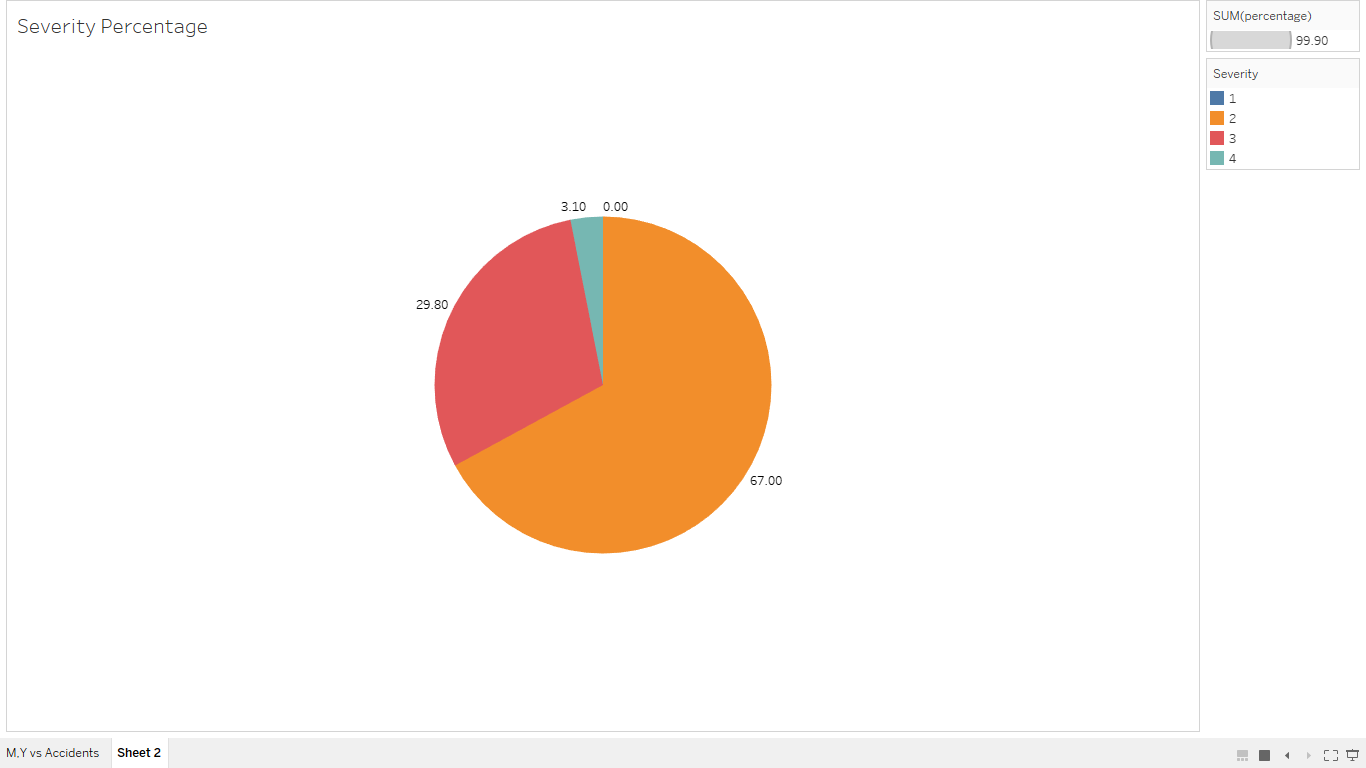 Severity Percentage
SUM(percentage)
99.90
Severity
1
2
3
4
3.10 0.00
29.80
67.00
M,Y vs Accidents Sheet 2